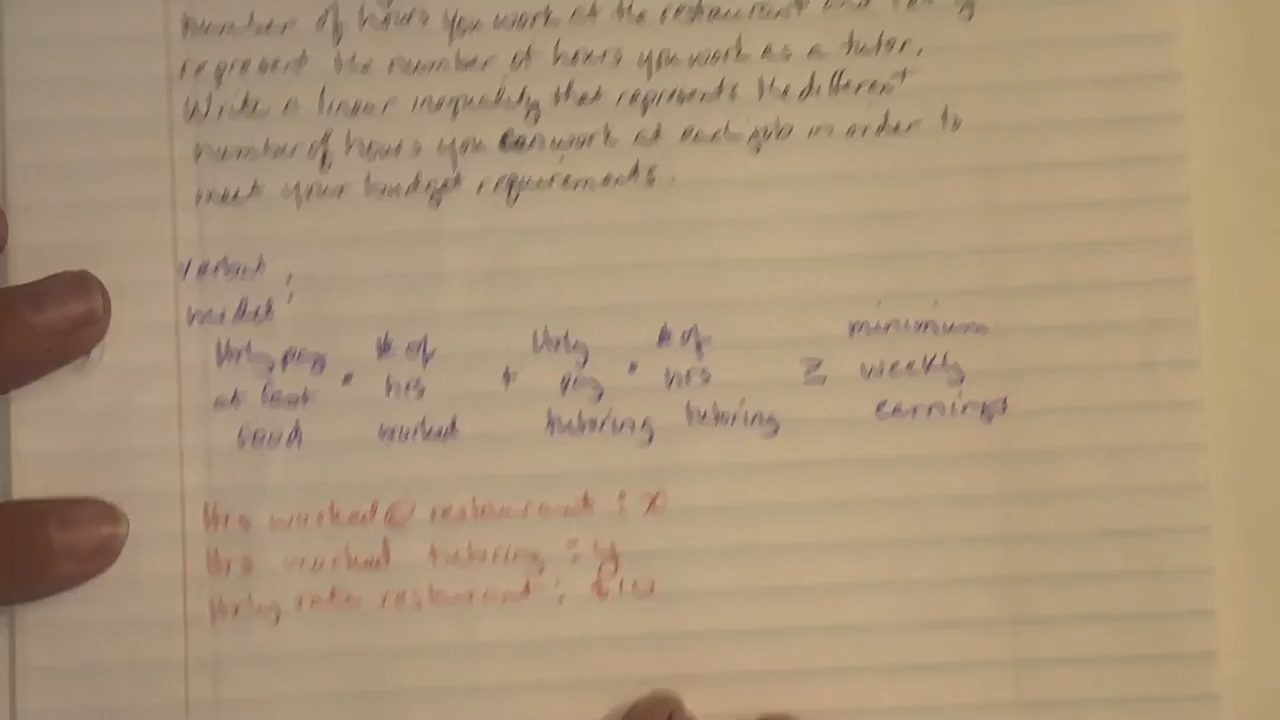 number of hours you work at the restaurant and let y
represent the number of hours you work as a tutor.
Write a linear inequality that represents the different
number of hours you can work at each job in order to
meet your budget requirements.
verbal
model:
Hrly pay # of Hrly # of minimum
at · hrs + pay · hrs ≥ weekly
worked tutoring tutoring earnings
Hrs worked @ restaurant : x
Hrs worked tutoring : y
Hrly rate restaurant : $10